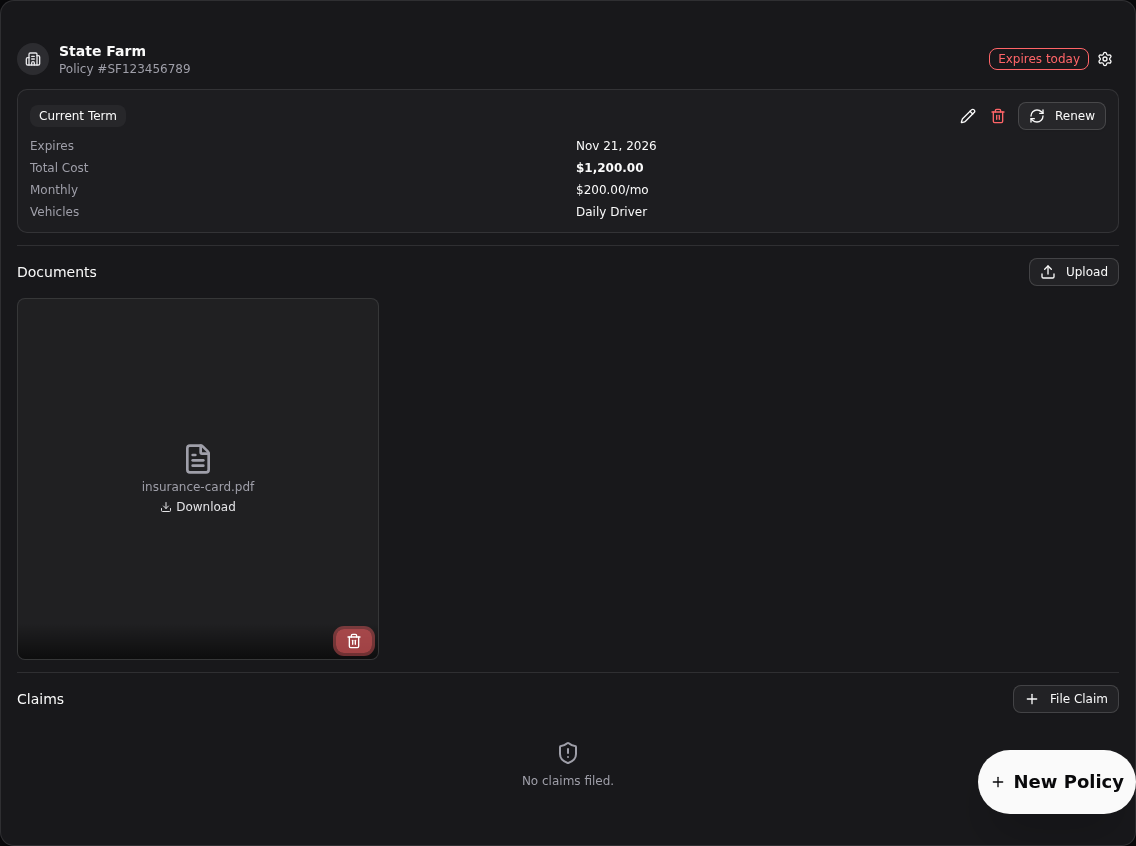 State Farm
Policy #SF123456789
Expires today
Current Term
Renew
Expires
Nov 21, 2026
Total Cost
$1,200.00
Monthly
$200.00/mo
Vehicles
Daily Driver
Documents
Upload
insurance-card.pdf
Download
Claims
File Claim
No claims filed.
+ New Policy